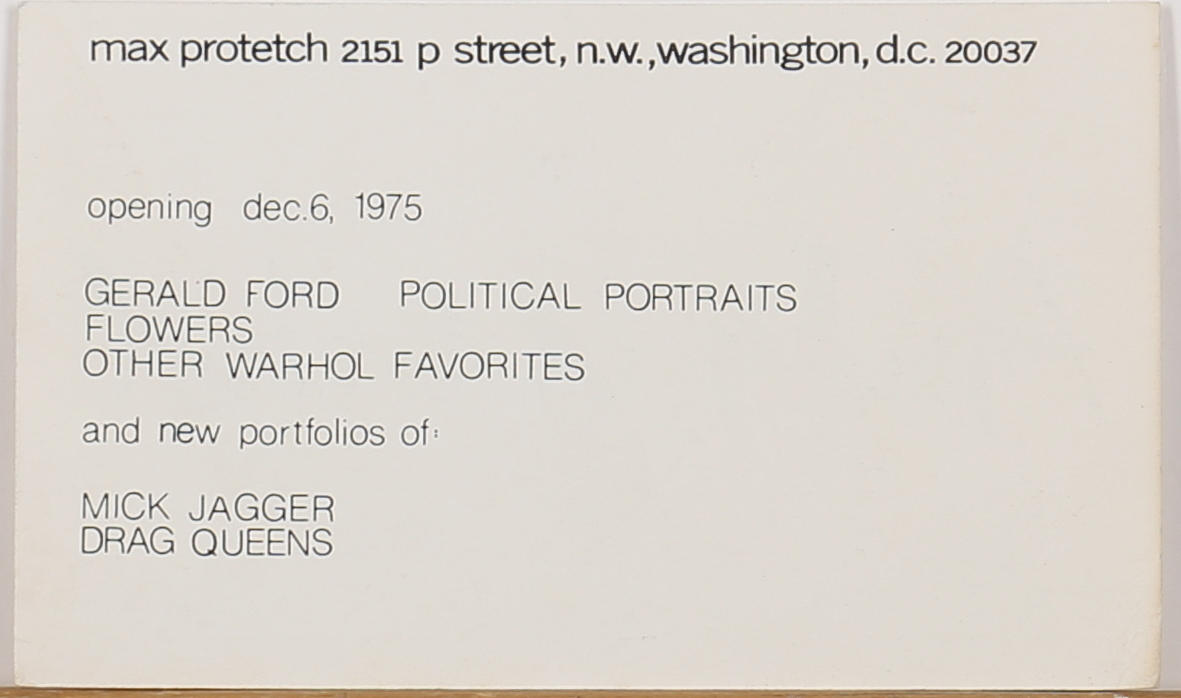 max protetch 2151 p street, n.w.,washington, d.c. 20037
opening dec.6, 1975
GERALD FORD POLITICAL PORTRAITS
FLOWERS
OTHER WARHOL FAVORITES
and new portfolios of:
MICK JAGGER
DRAG QUEENS